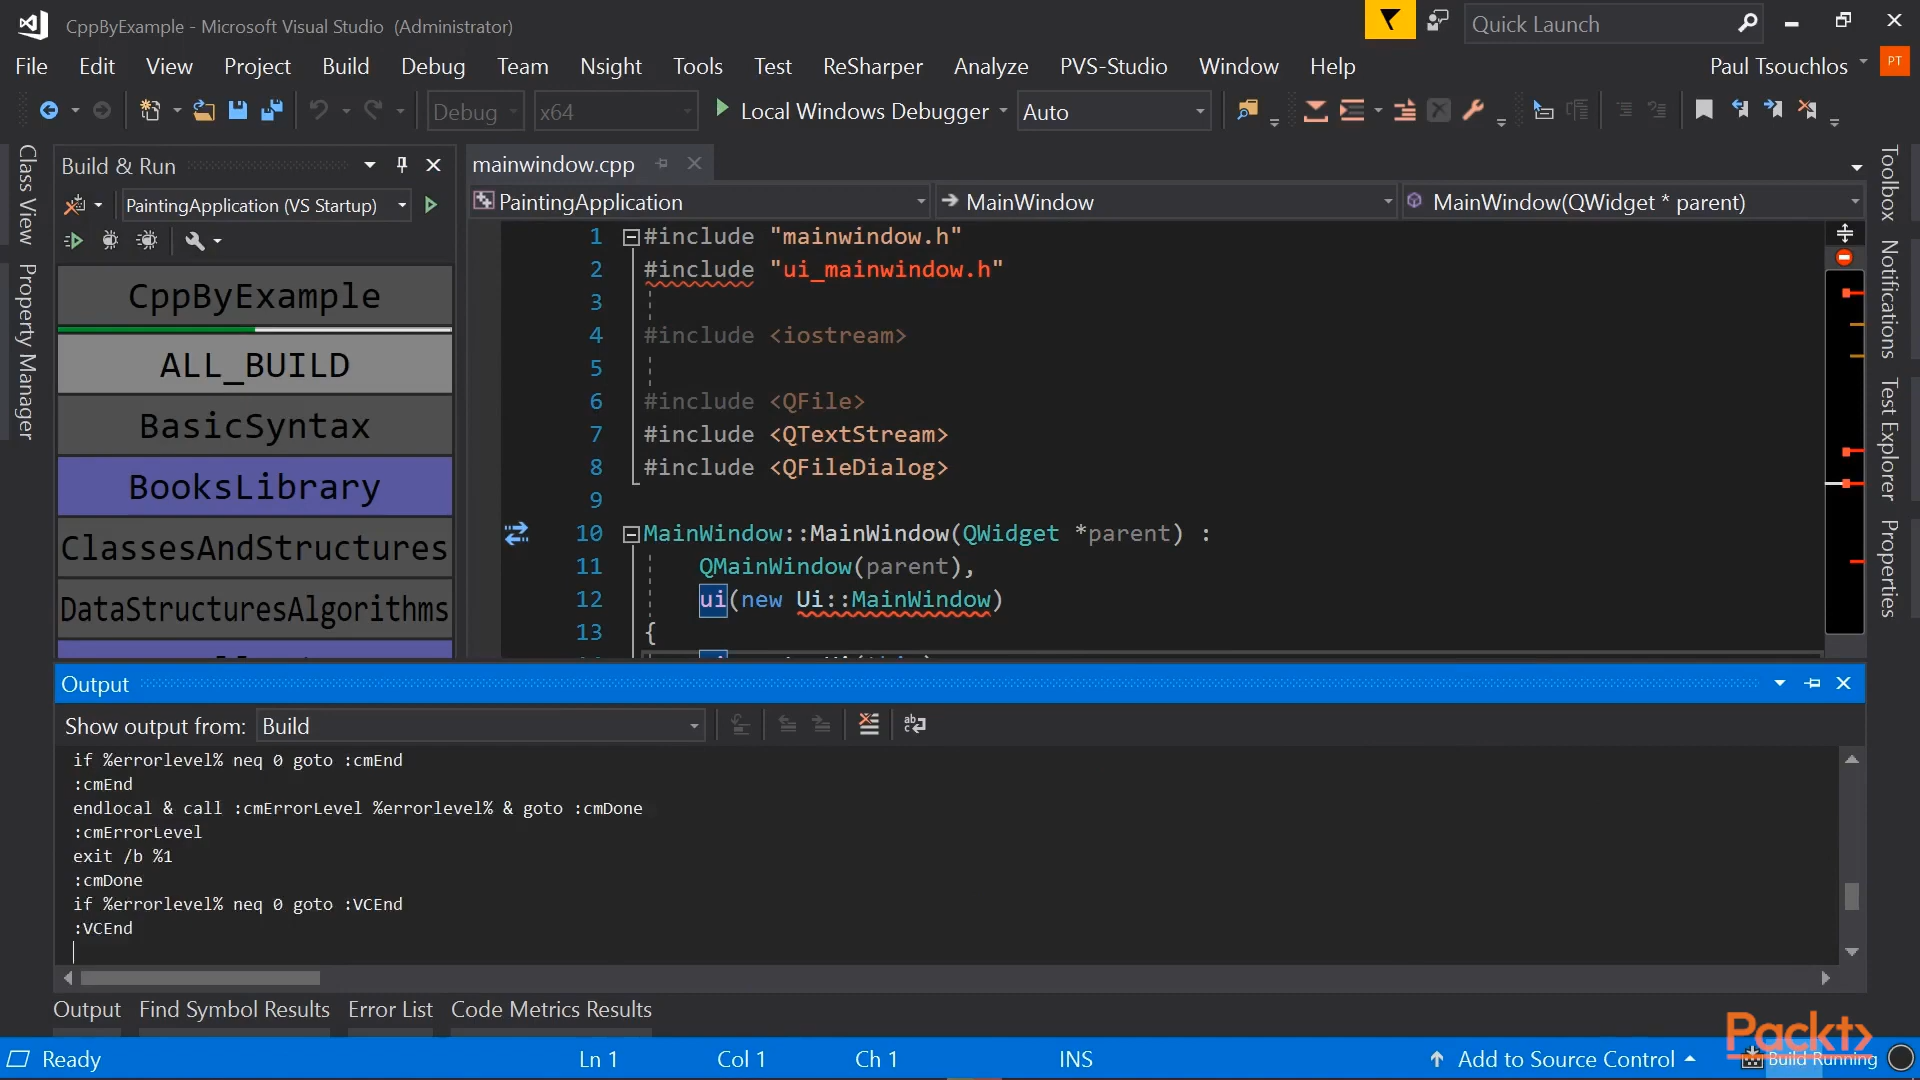 CppByExample - Microsoft Visual Studio (Administrator)
Quick Launch
File Edit View Project Build Debug Team Nsight Tools Test ReSharper Analyze PVS-Studio Window Help
Paul Tsouchlos
PT
Debug x64 Local Windows Debugger Auto
Class View
Property Manager
Build & Run
PaintingApplication (VS Startup)
CppByExample
ALL_BUILD
BasicSyntax
BooksLibrary
ClassesAndStructures
DataStructuresAlgorithms
mainwindow.cpp
PaintingApplication
MainWindow
MainWindow(QWidget * parent)
1 #include "mainwindow.h"
2 #include "ui_mainwindow.h"
3
4 #include <iostream>
5
6 #include <QFile>
7 #include <QTextStream>
8 #include <QFileDialog>
9
10 MainWindow::MainWindow(QWidget *parent) :
11 QMainWindow(parent),
12 ui(new Ui::MainWindow)
13 {
Toolbox
Notifications
Test Explorer
Properties
Output
Show output from: Build
if %errorlevel% neq 0 goto :cmEnd
:cmEnd
endlocal & call :cmErrorLevel %errorlevel% & goto :cmDone
:cmErrorLevel
exit /b %1
:cmDone
if %errorlevel% neq 0 goto :VCEnd
:VCEnd
Output Find Symbol Results Error List Code Metrics Results
Packt>
Ready Ln 1 Col 1 Ch 1 INS Add to Source Control Build Running